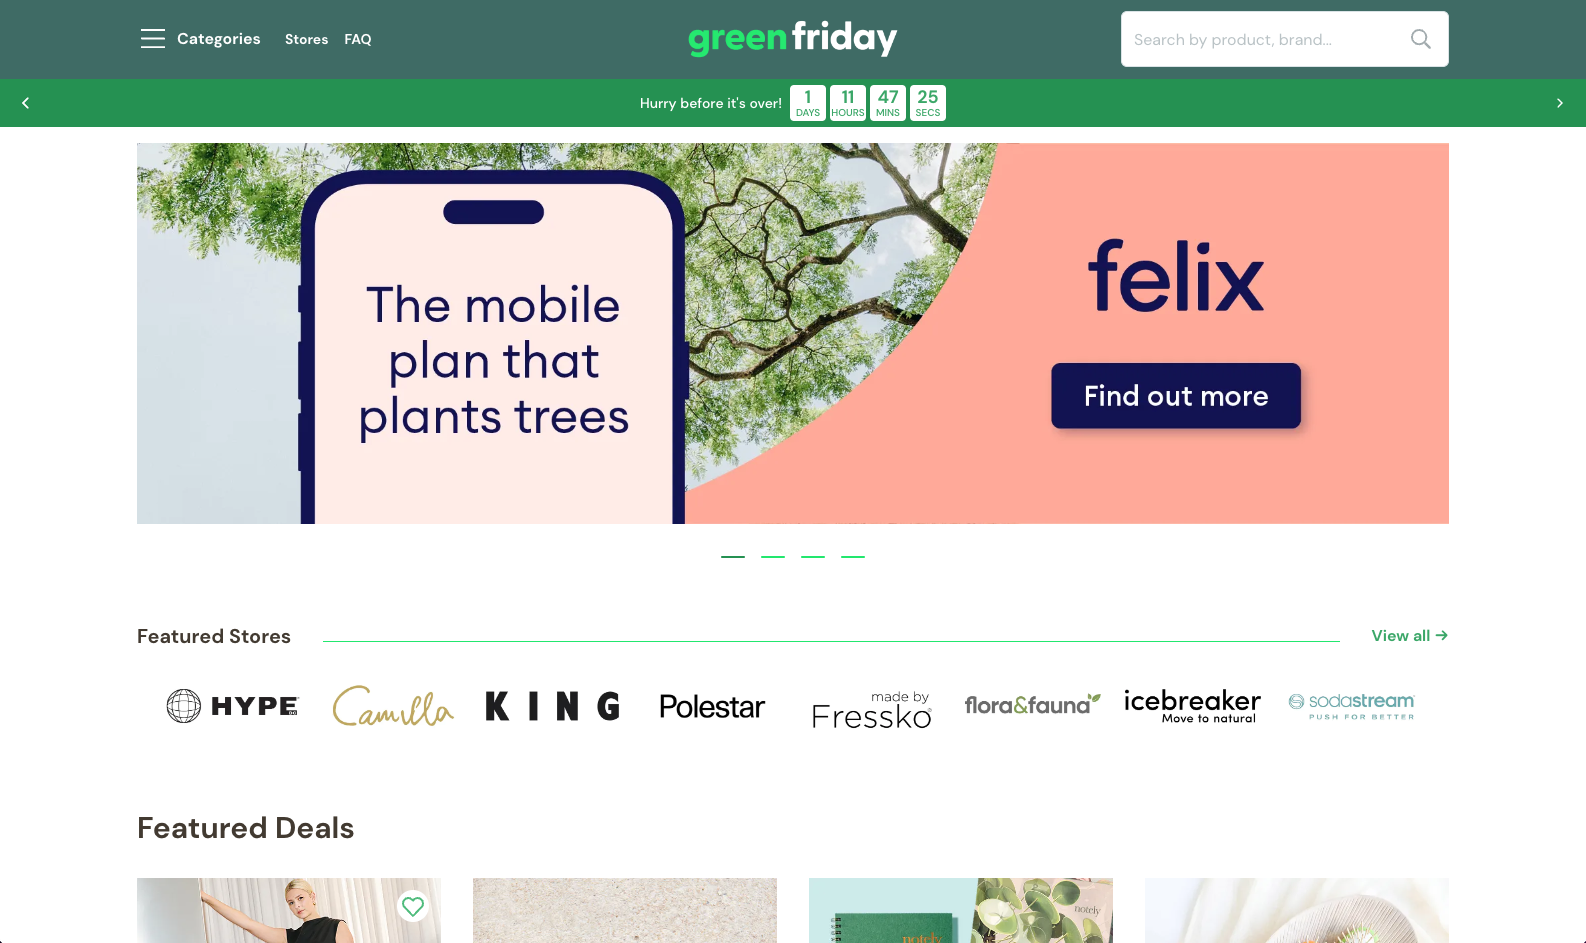 Categories Stores FAQ
greenfriday
Search by product, brand...
Hurry before it's over!
1 DAYS
11 HOURS
47 MINS
25 SECS
The mobile
plan that
plants trees
felix
Find out more
Featured Stores
View all →
HYPE
Camilla
KING
Polestar
made by
Fressko
flora&fauna
icebreaker
Move to natural
sodastream
PUSH FOR BETTER
Featured Deals
notely
notely